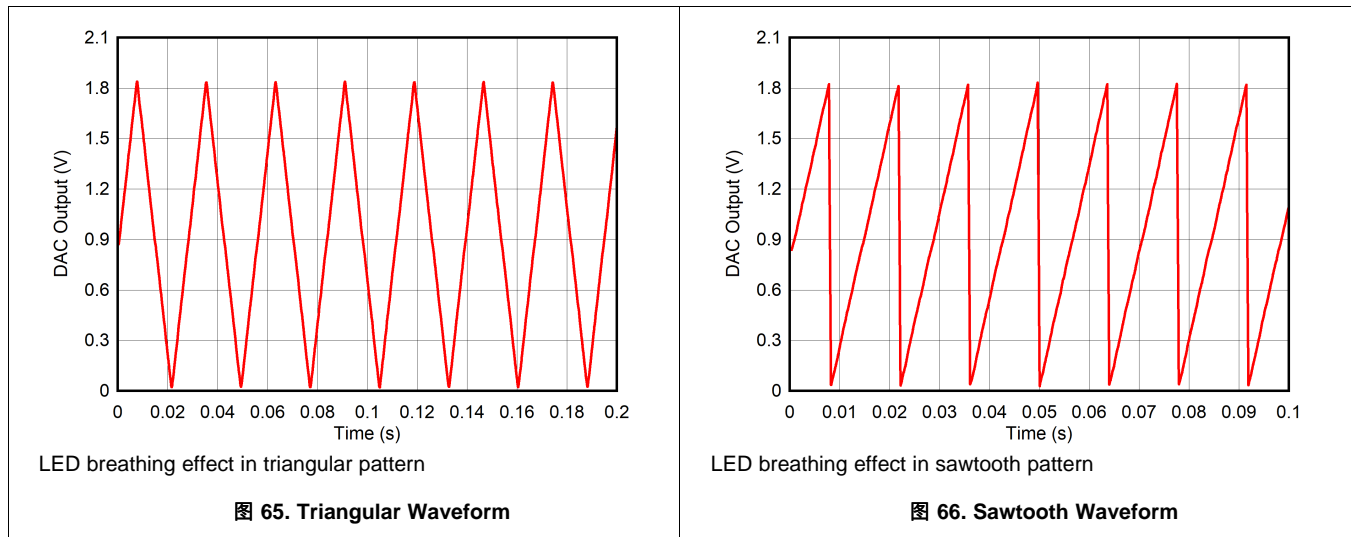 2.1
1.8
1.5
1.2
0.9
0.6
0.3
0
DAC Output (V)
0 0.02 0.04 0.06 0.08 0.1 0.12 0.14 0.16 0.18 0.2
Time (s)
LED breathing effect in triangular pattern
图 65. Triangular Waveform
2.1
1.8
1.5
1.2
0.9
0.6
0.3
0
DAC Output (V)
0 0.01 0.02 0.03 0.04 0.05 0.06 0.07 0.08 0.09 0.1
Time (s)
LED breathing effect in sawtooth pattern
图 66. Sawtooth Waveform